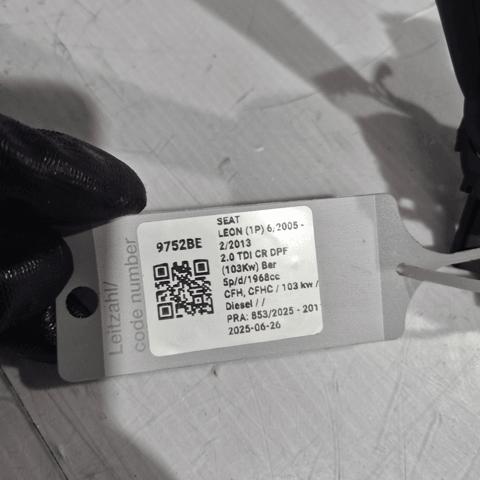 Leitzahl/
code number
9752BE
SEAT
LEON (1P) 6/2005 -
2/2013
2.0 TDI CR DPF
(103Kw) Ber
5p/d/1968cc
CFH, CFHC / 103 kw /
Diesel / /
PRA: 853/2025 - 201
2025-06-26